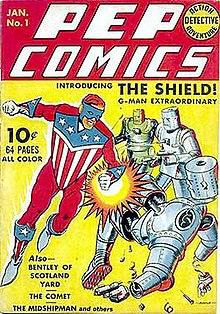 JAN.
No. 1
PEP
COMICS
ACTION
DETECTIVE
ADVENTURE
INTRODUCING THE SHIELD!
G-MAN EXTRAORDINARY
10¢
64 PAGES
ALL COLOR
Also—
BENTLEY OF
SCOTLAND
YARD
THE COMET
THE MIDSHIPMAN and others